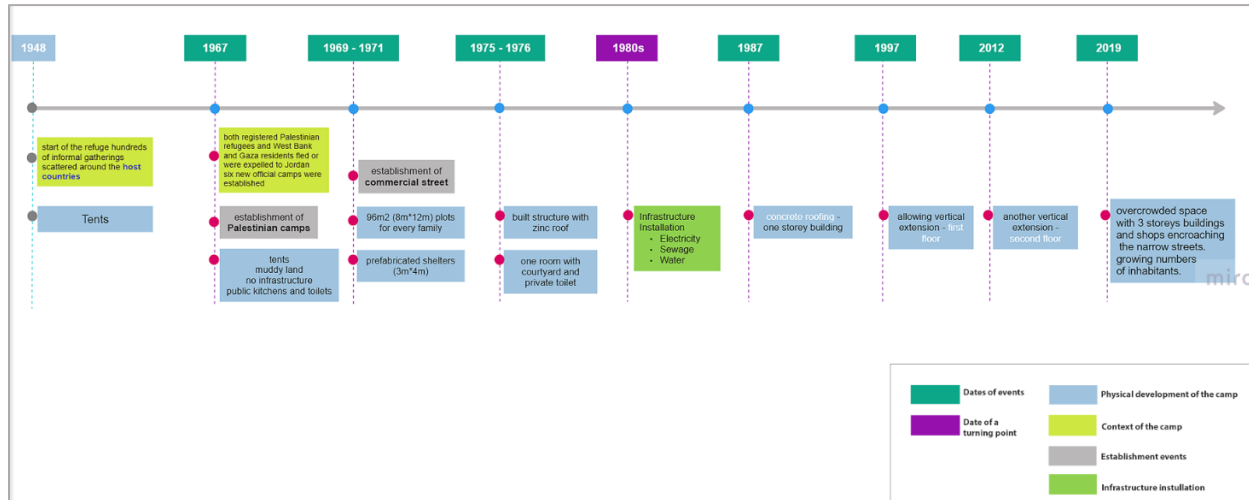 1948
1967
1969 - 1971
1975 - 1976
1980s
1987
1997
2012
2019
start of the refuge hundreds
of informal gatherings
scattered around the host
countries
Tents
both registered Palestinian
refugees and West Bank
and Gaza residents fled or
were expelled to Jordan
six new official camps were
established
establishment of
Palestinian camps
tents
muddy land
no infrastructure
public kitchens and toilets
establishment of
commercial street
96m2 (8m*12m) plots
for every family
prefabricated shelters
(3m*4m)
built structure with
zinc roof
one room with
courtyard and
private toilet
Infrastructure
Installation
• Electricity
• Sewage
• Water
concrete roofing -
one storey building
allowing vertical
extension - first
floor
another vertical
extension -
second floor
overcrowded space
with 3 storeys buildings
and shops encroaching
the narrow streets.
growing numbers
of inhabitants.
miro
Dates of events
Date of a
turning point
Physical development of the camp
Context of the camp
Establishment events
Infrastructure instullation